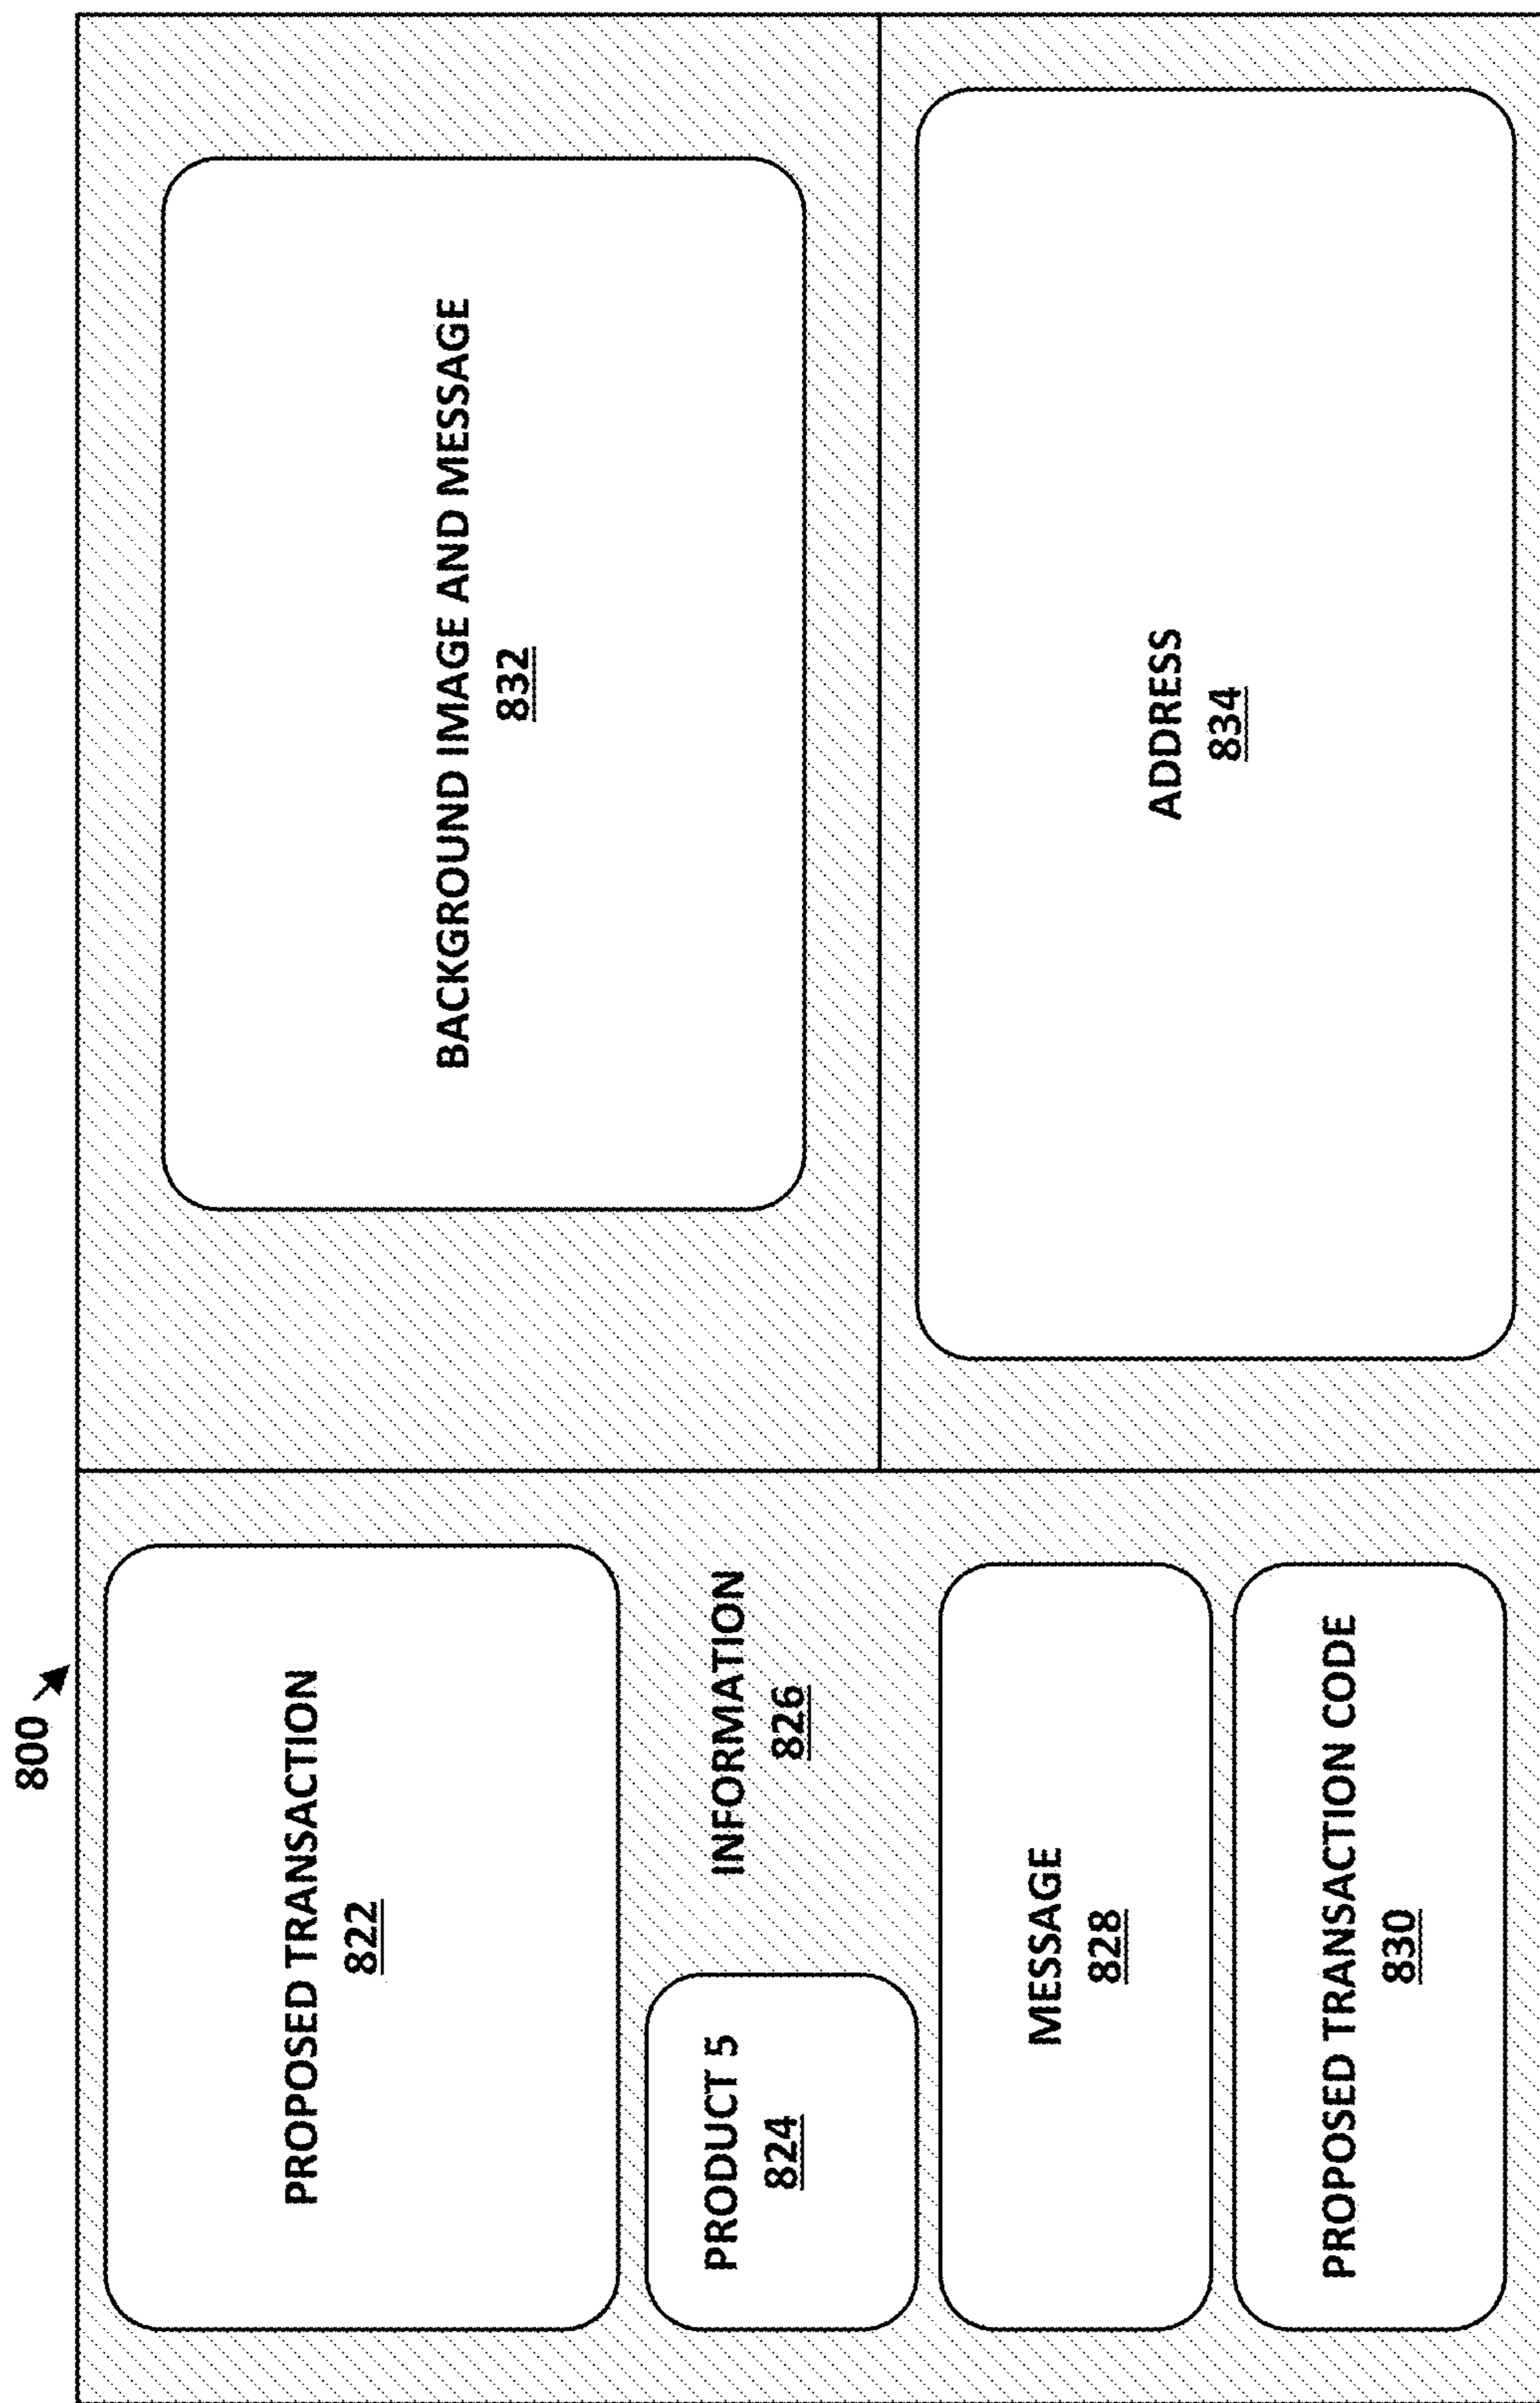 800
PROPOSED TRANSACTION
822
PRODUCT 5
824
INFORMATION
826
MESSAGE
828
PROPOSED TRANSACTION CODE
830
BACKGROUND IMAGE AND MESSAGE
832
ADDRESS
834